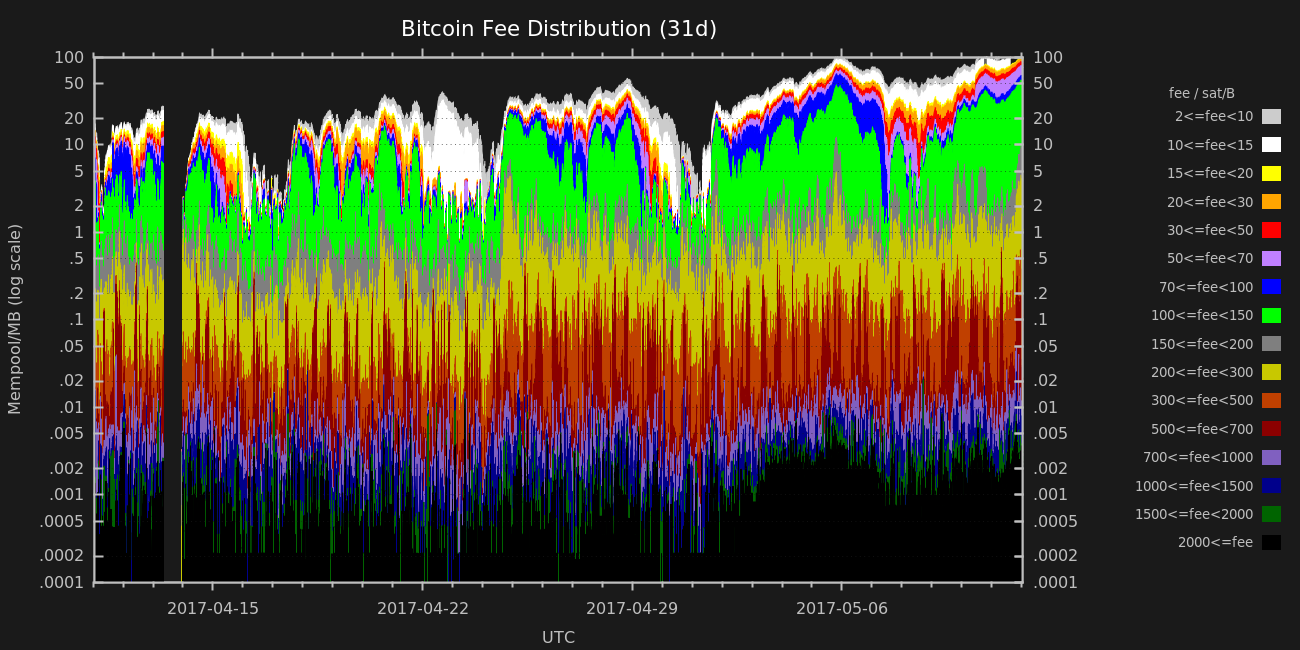 Bitcoin Fee Distribution (31d)
Mempool/MB (log scale)
100
50
20
10
5
2
1
.5
.2
.1
.05
.02
.01
.005
.002
.001
.0005
.0002
.0001
100
50
20
10
5
2
1
.5
.2
.1
.05
.02
.01
.005
.002
.001
.0005
.0002
.0001
2017-04-15
2017-04-22
2017-04-29
2017-05-06
UTC
fee / sat/B
2<=fee<10
10<=fee<15
15<=fee<20
20<=fee<30
30<=fee<50
50<=fee<70
70<=fee<100
100<=fee<150
150<=fee<200
200<=fee<300
300<=fee<500
500<=fee<700
700<=fee<1000
1000<=fee<1500
1500<=fee<2000
2000<=fee